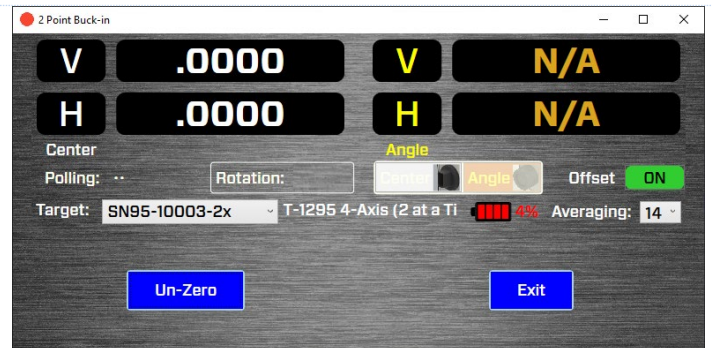 2 Point Buck-in
V .0000 V N/A
H .0000 H N/A
Center Angle
Polling: ·· Rotation: Center Angle Offset ON
Target: SN95-10003-2x T-1295 4-Axis (2 at a Ti 4% Averaging: 14
Un-Zero Exit